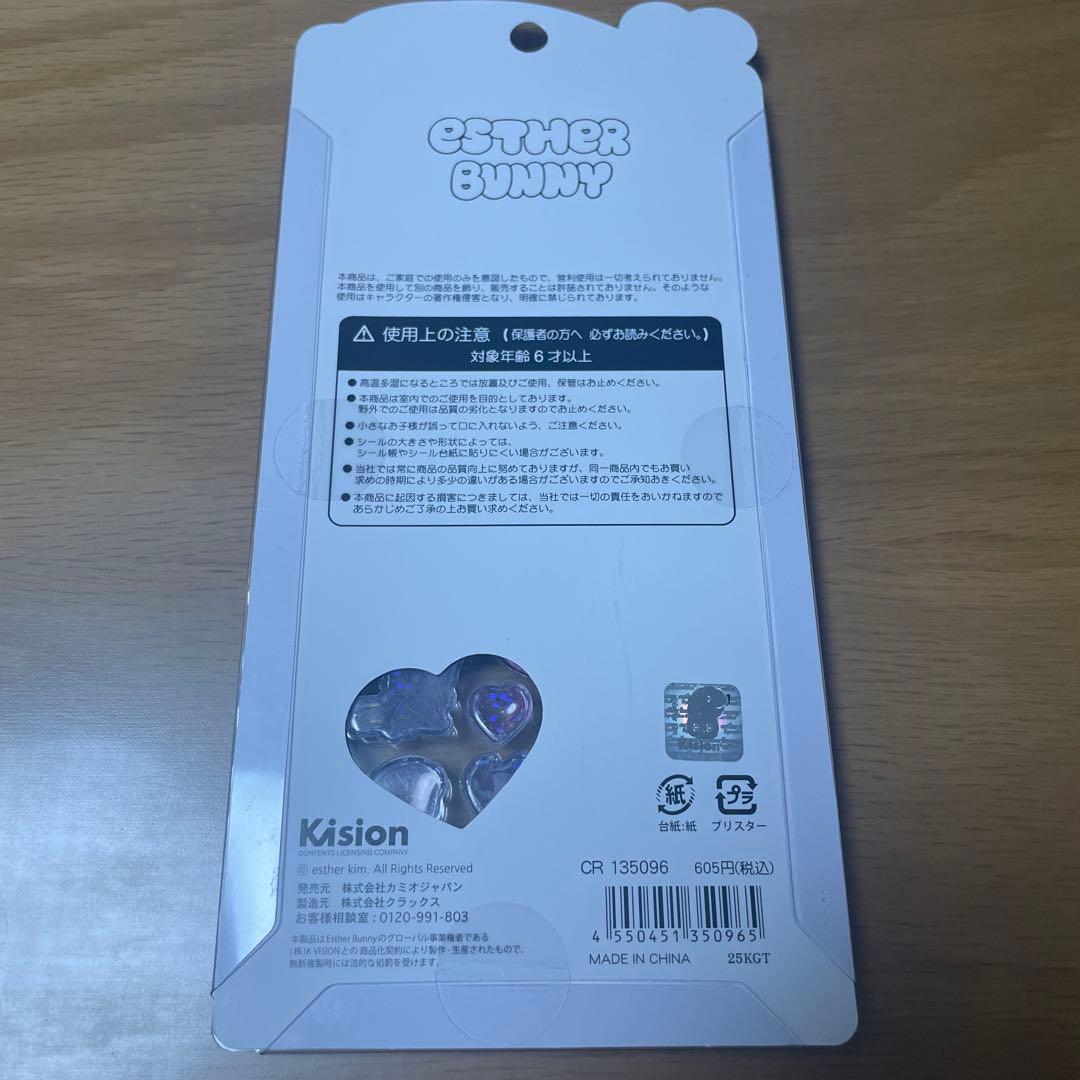 esTHeR
BUNNY
本商品は、ご家庭での使用のみを意図したもので、営利使用は一切考えられておりません。
本商品を使用して別の商品を飾り、販売することは許諾されておりません。そのような
使用はキャラクターの著作権侵害となり、明確に禁じられております。
⚠ 使用上の注意 (保護者の方へ 必ずお読みください。)
対象年齢6才以上
●高温多湿になるところでは放置及びご使用、保管はお止めください。
●本商品は室内でのご使用を目的としております。
野外でのご使用は品質の劣化となりますのでお止めください。
●小さなお子様が誤って口に入れないよう、ご注意ください。
●シールの大きさや形状によっては、
シール帳やシール台紙に貼りにくい場合がございます。
●当社では常に商品の品質向上に努めておりますが、同一商品内でもお買い
求めの時期により多少の違いがある場合がございますのでご承知おきください。
●本商品に起因する損害につきましては、当社では一切の責任をおいかねますので
あらかじめご了承の上お買い求めください。
Kision
紙
プラ
台紙:紙 ブリスター
Kision
CONTENTS LICENSING COMPANY
© esther kim. All Rights Reserved
発売元 株式会社カミオジャパン
製造元 株式会社クラックス
お客様相談室:0120-991-803
本製品はEsther Bunnyのグローバル事業権者である
(株)K VISIONとの商品化契約により製作・生産されたもので、
無断複製時には法的な処罰を受けます。
CR 135096 605円(税込)
4 550451 350965
MADE IN CHINA 25KGT